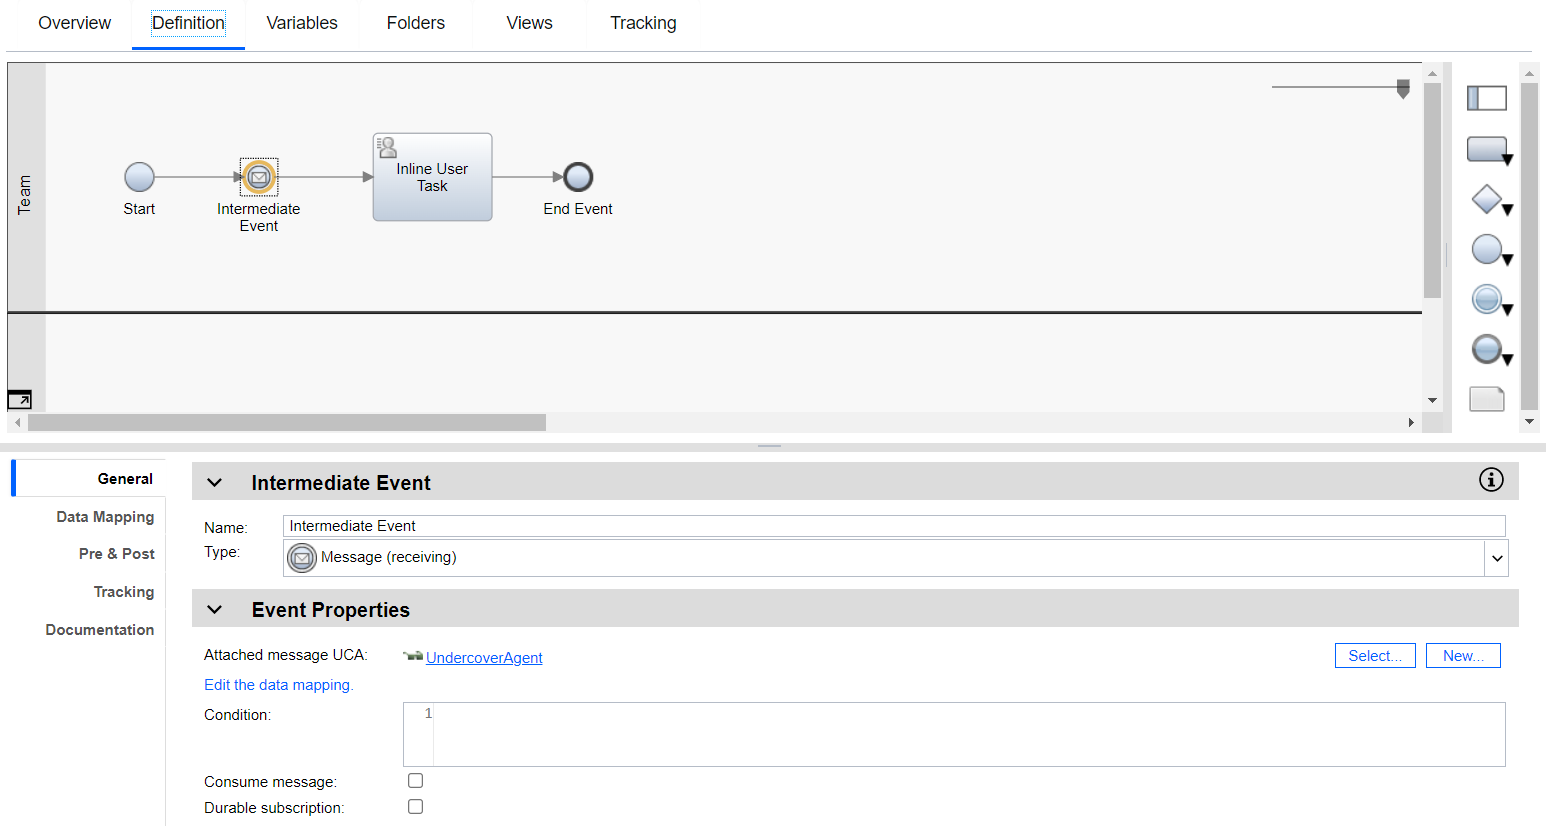 Overview Definition Variables Folders Views Tracking
Team
Inline User
Task
Start
Intermediate
Event
End Event
General
Data Mapping
Pre & Post
Tracking
Documentation
Intermediate Event
Name: Intermediate Event
Type: Message (receiving)
Event Properties
Attached message UCA: UndercoverAgent Select... New...
Edit the data mapping.
Condition: 1
Consume message:
Durable subscription: